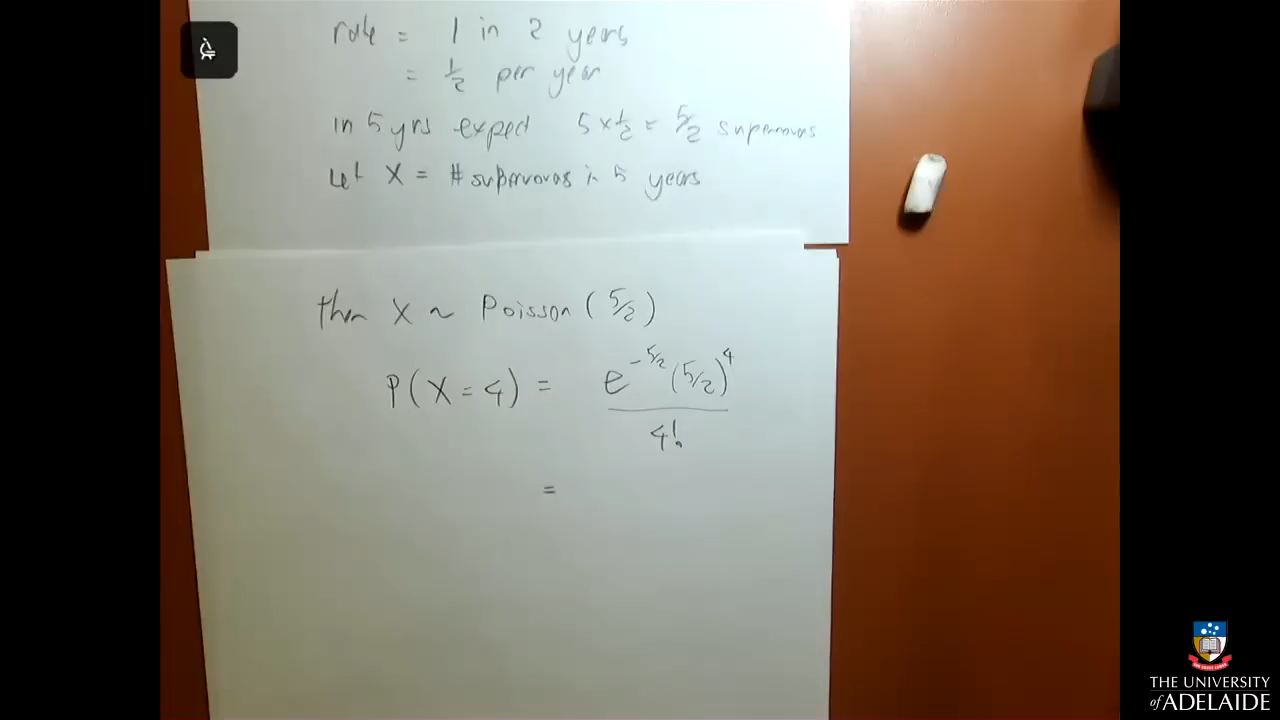 rate = 1 in 2 years
= 1/2 per year
in 5 yrs expect 5 × 1/2 = 5/2 supernovas
Let X = # supernovas in 5 years
then X ~ Poisson (5/2)
P(X = 4) = e^{-5/2} (5/2)^4 / 4!
=
THE UNIVERSITY
of ADELAIDE